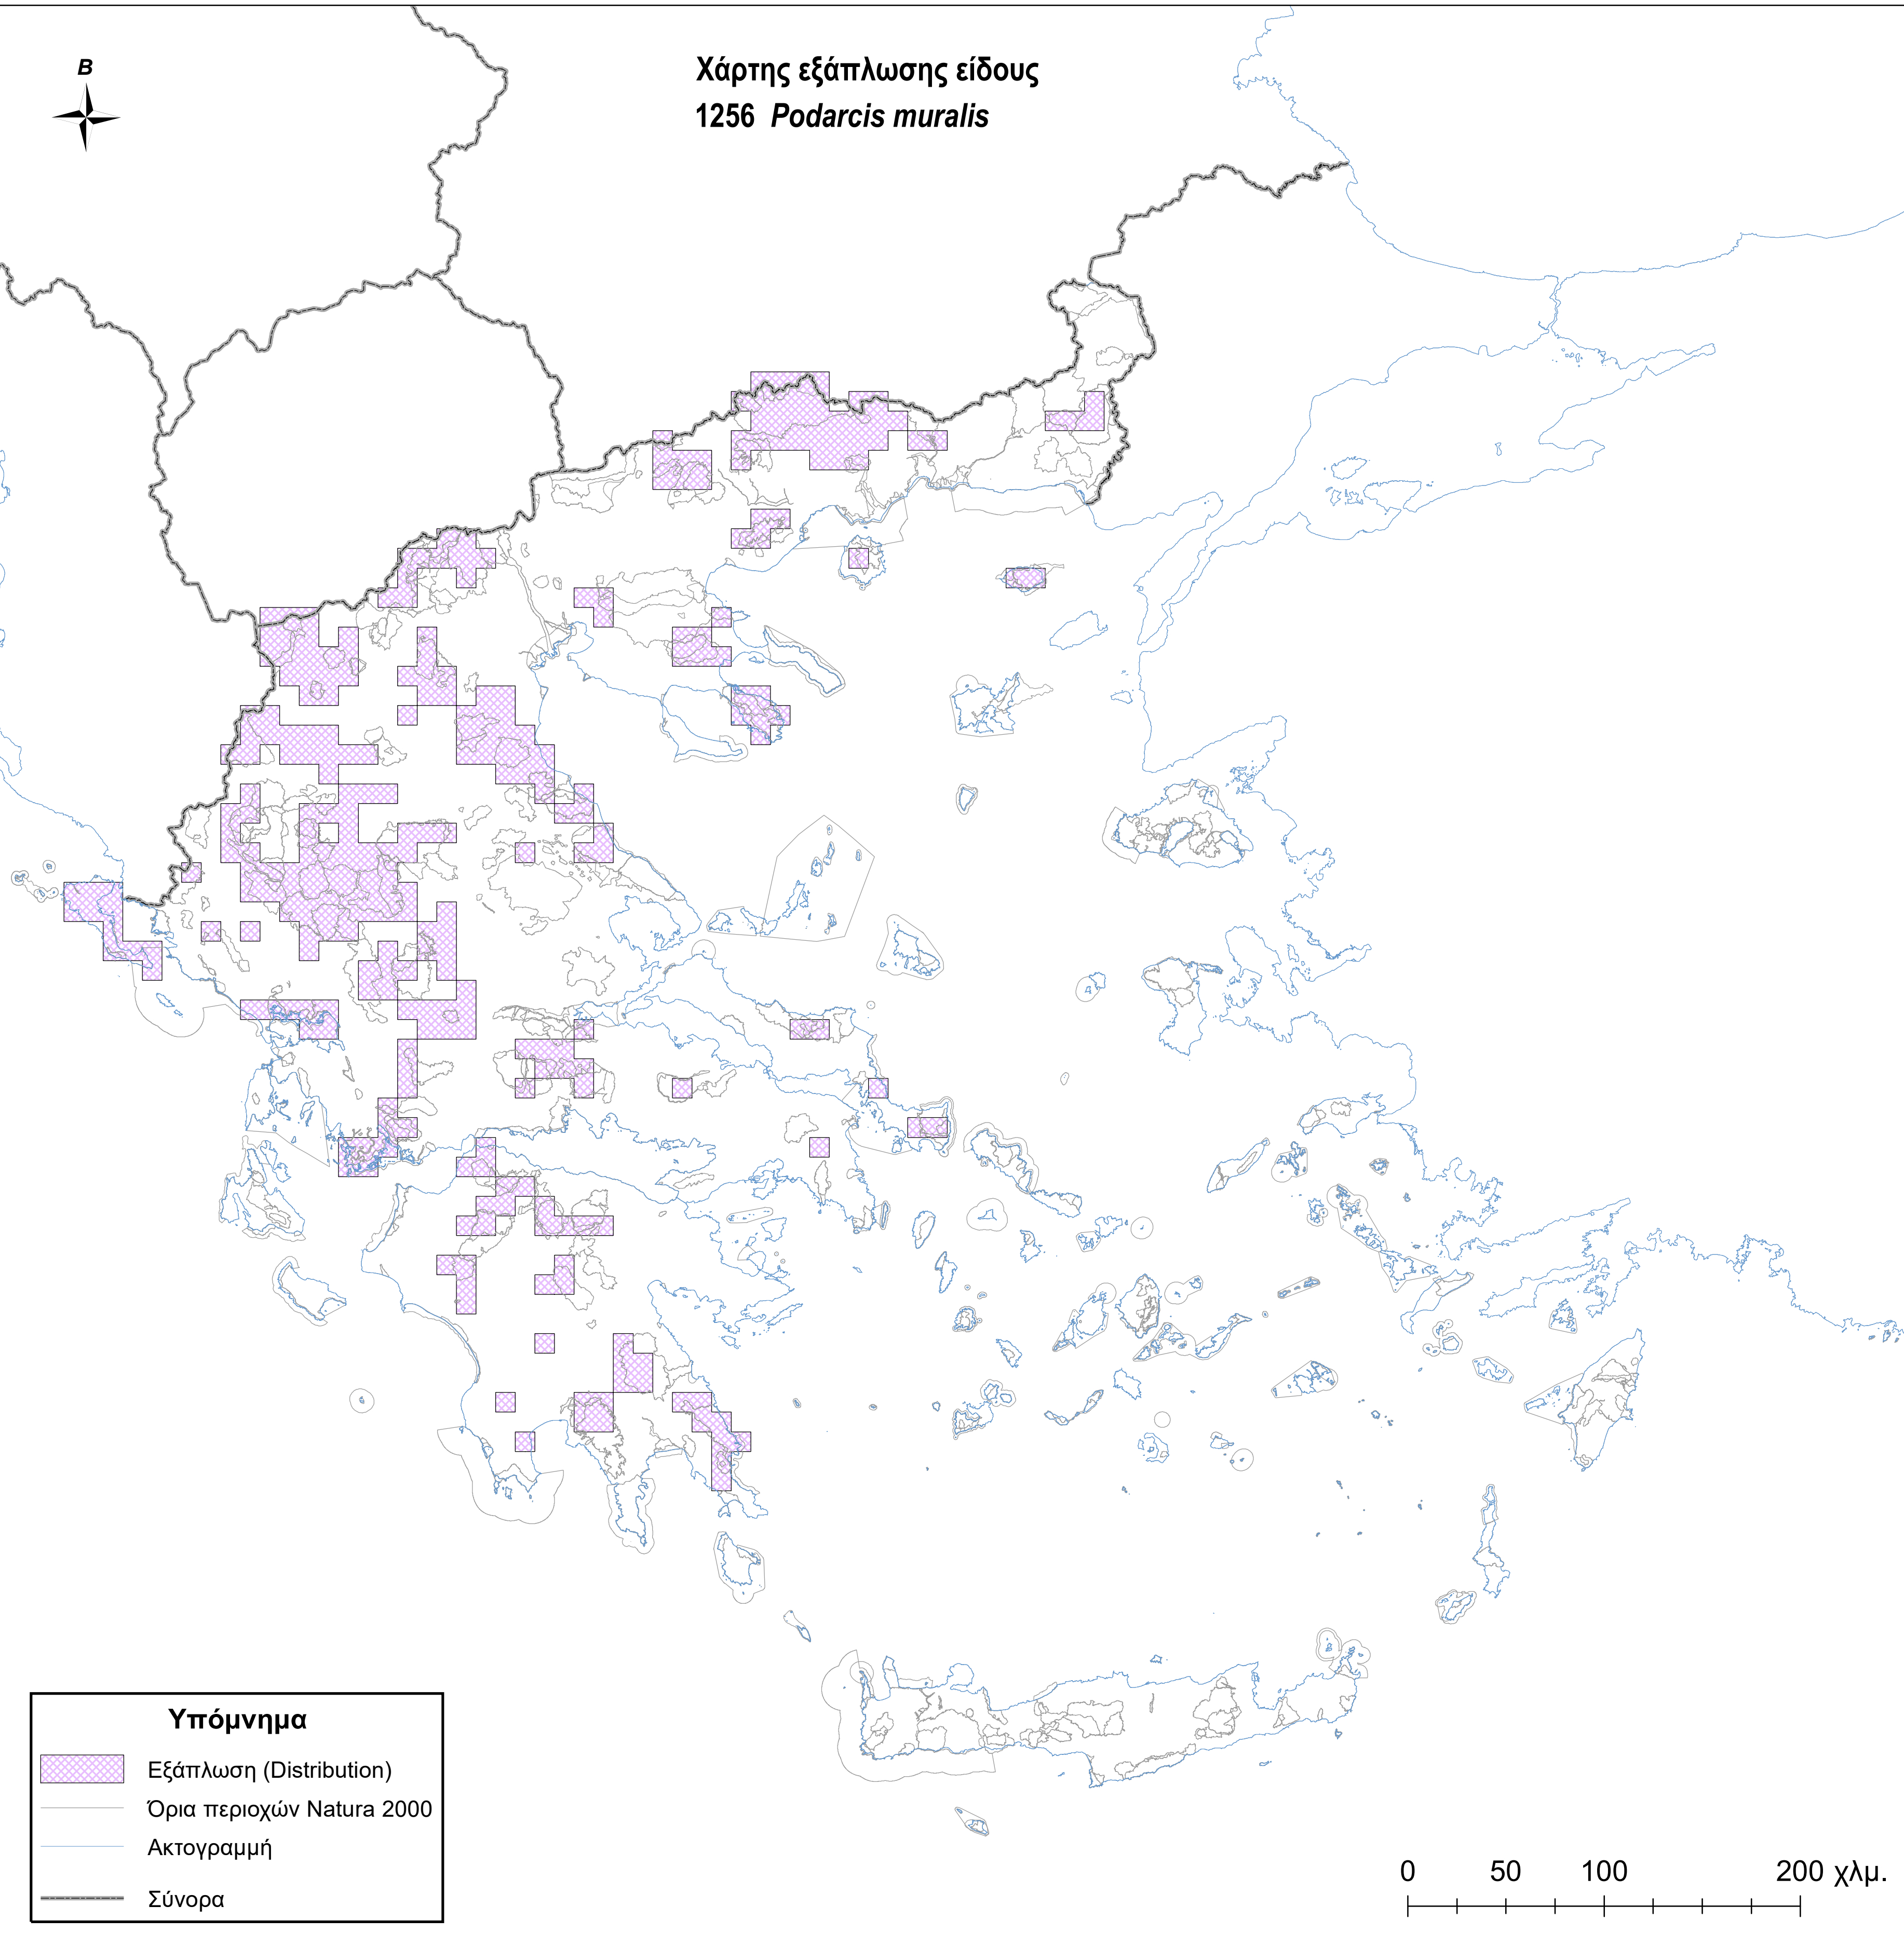 Β
Χάρτης εξάπλωσης είδους
1256 Podarcis muralis
Υπόμνημα
Εξάπλωση (Distribution)
Όρια περιοχών Natura 2000
Ακτογραμμή
Σύνορα
0 50 100 200 χλμ.